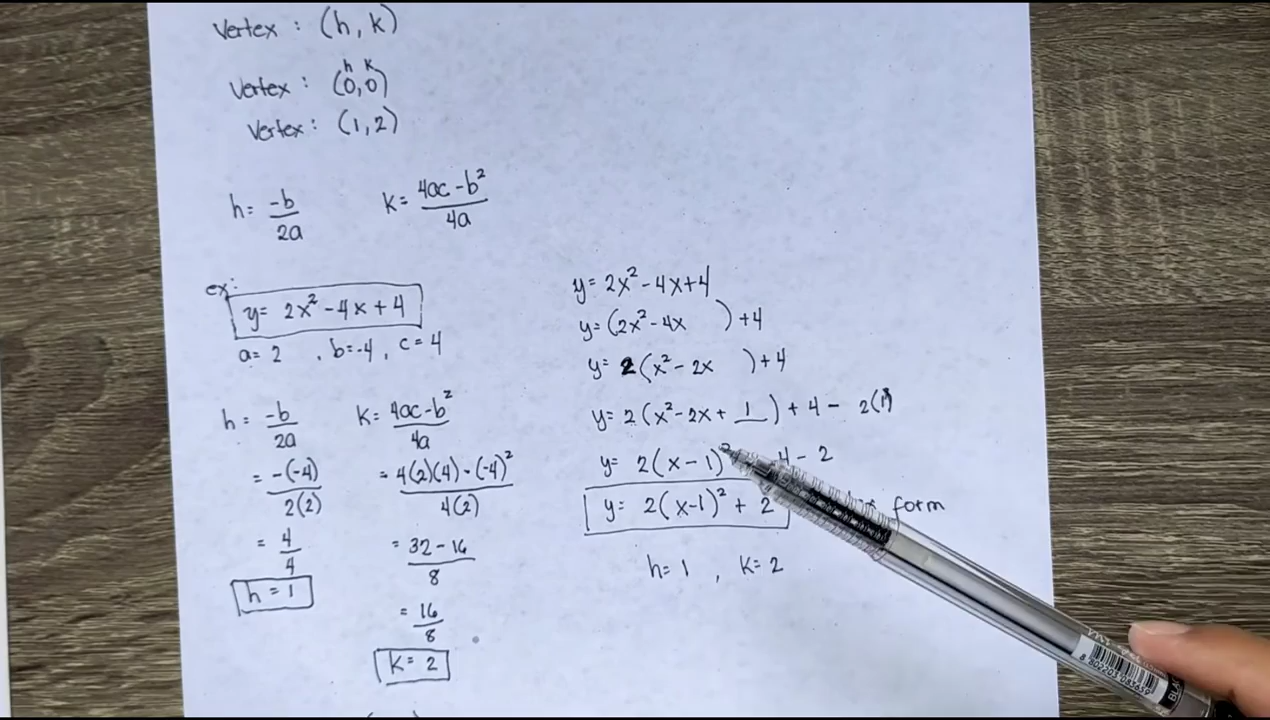 Vertex : (h, k)
h k
Vertex : (0,0)
Vertex : (1,2)
h = -b/2a
k = 4ac - b²/4a
ex:
y = 2x² - 4x + 4
a = 2 , b = -4 , c = 4
h = -b/2a
= -(-4)/2(2)
= 4/4
h = 1
k = 4ac - b²/4a
= 4(2)(4) - (-4)²/4(2)
= 32 - 16/8
= 16/8
k = 2
y = 2x² - 4x + 4
y = (2x² - 4x ) + 4
y = 2(x² - 2x ) + 4
y = 2(x² - 2x + 1) + 4 - 2(1)
y = 2(x - 1)² 4 - 2
y = 2(x-1)² + 2 form
h = 1 , k = 2
8 802203 083659